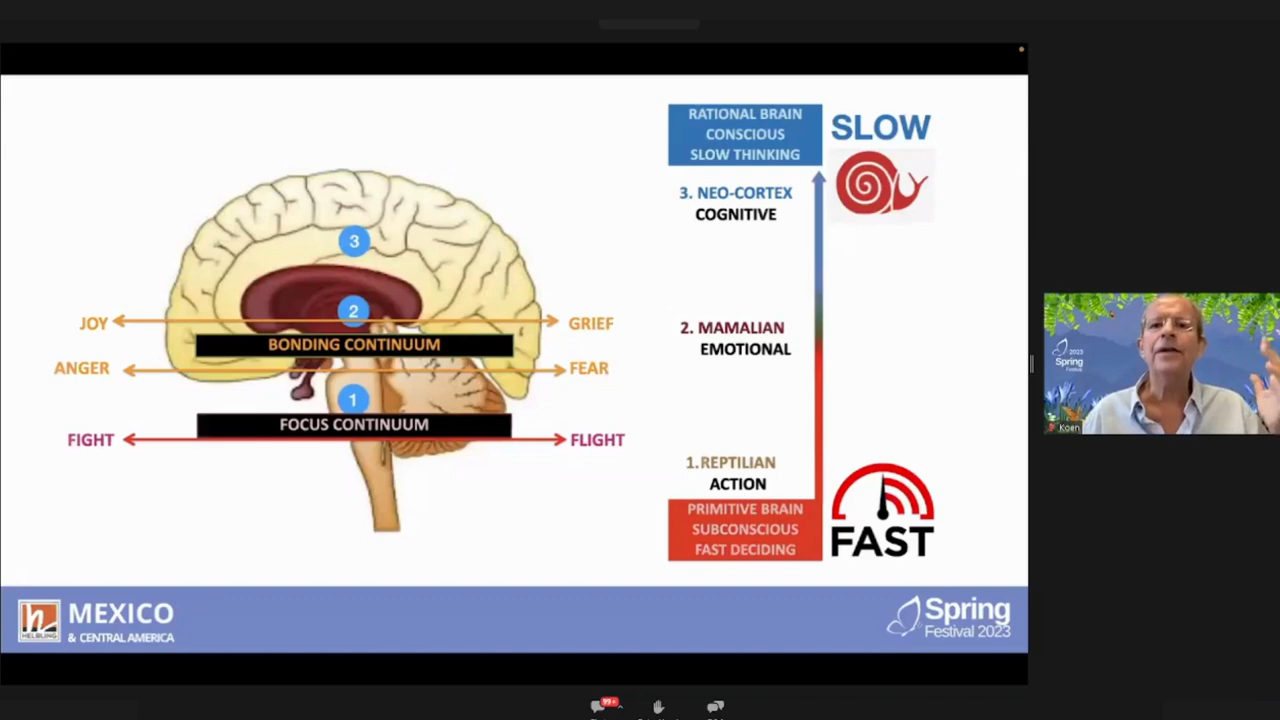 RATIONAL BRAIN
CONSCIOUS
SLOW THINKING
SLOW
3. NEO-CORTEX
COGNITIVE
3
2
JOY
GRIEF
BONDING CONTINUUM
ANGER
FEAR
1
FOCUS CONTINUUM
FIGHT
FLIGHT
2. MAMALIAN
EMOTIONAL
1.REPTILIAN
ACTION
PRIMITIVE BRAIN
SUBCONSCIOUS
FAST DECIDING
FAST
2023
Spring
Festival
Koen
h
HELBLING
MEXICO
& CENTRAL AMERICA
Spring
Festival 2023
99+